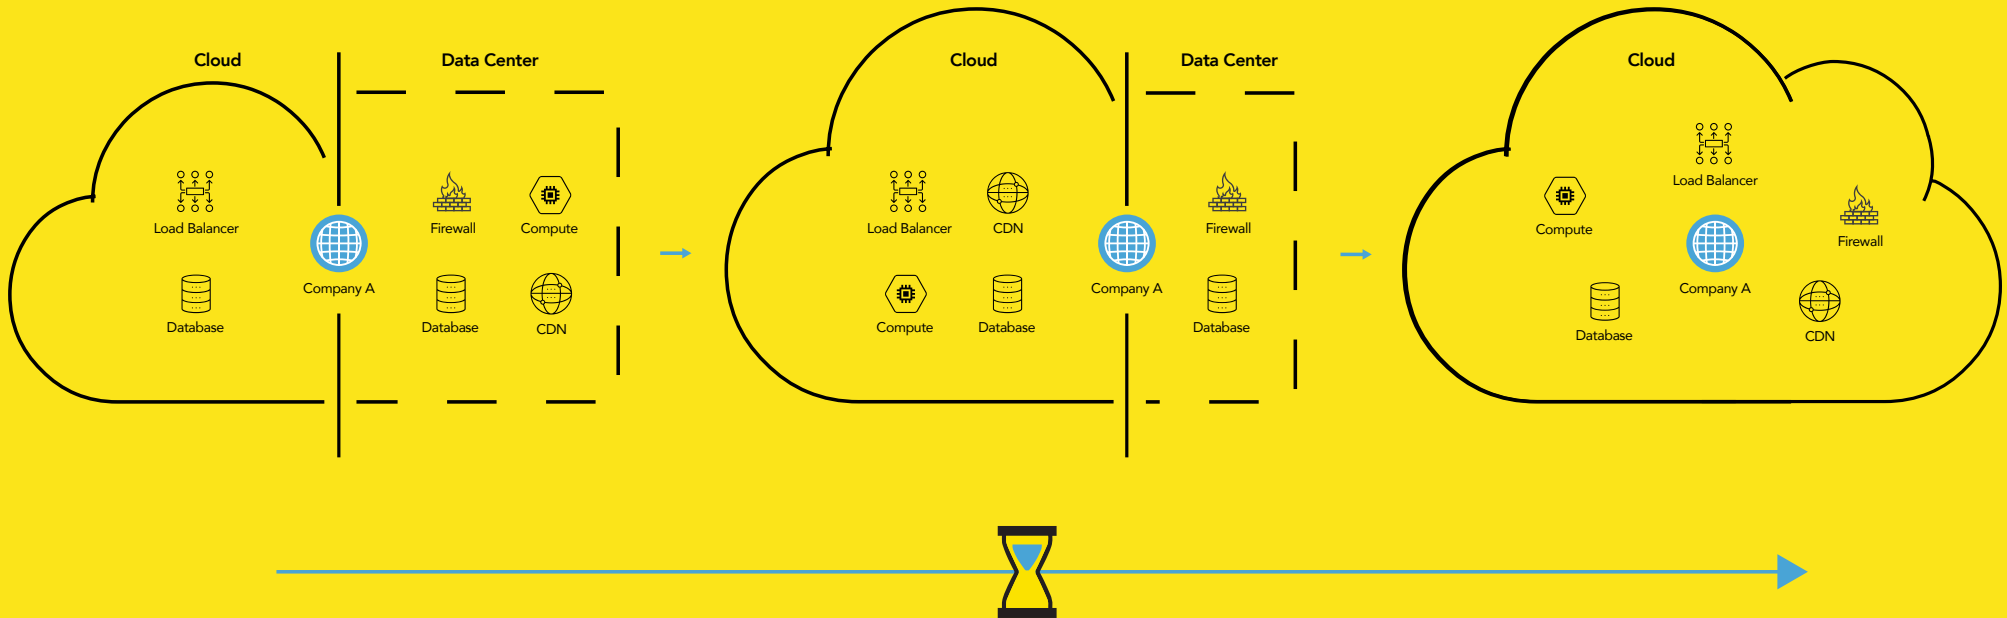 Cloud
Data Center
Load Balancer
Firewall
Compute
Company A
Database
Database
CDN
Cloud
Data Center
Load Balancer
CDN
Firewall
Company A
Compute
Database
Database
Cloud
Load Balancer
Compute
Firewall
Company A
Database
CDN